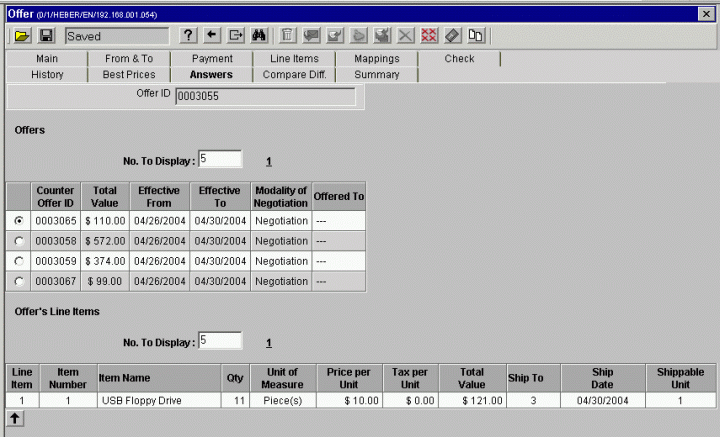 Offer (0/1/HEBER/EN/192.168.001.054)
Saved
Main From & To Payment Line Items Mappings Check
History Best Prices Answers Compare Diff. Summary
Offer ID 0003055
Offers
No. To Display: 5 1
Counter Offer ID Total Value Effective From Effective To Modality of Negotiation Offered To
0003065 $ 110.00 04/26/2004 04/30/2004 Negotiation ---
0003058 $ 572.00 04/26/2004 04/30/2004 Negotiation ---
0003059 $ 374.00 04/26/2004 04/30/2004 Negotiation ---
0003067 $ 99.00 04/26/2004 04/30/2004 Negotiation ---
Offer's Line Items
No. To Display: 5 1
Line Item Item Number Item Name Qty Unit of Measure Price per Unit Tax per Unit Total Value Ship To Ship Date Shippable Unit
1 1 USB Floppy Drive 11 Piece(s) $ 10.00 $ 0.00 $ 121.00 3 04/30/2004 1